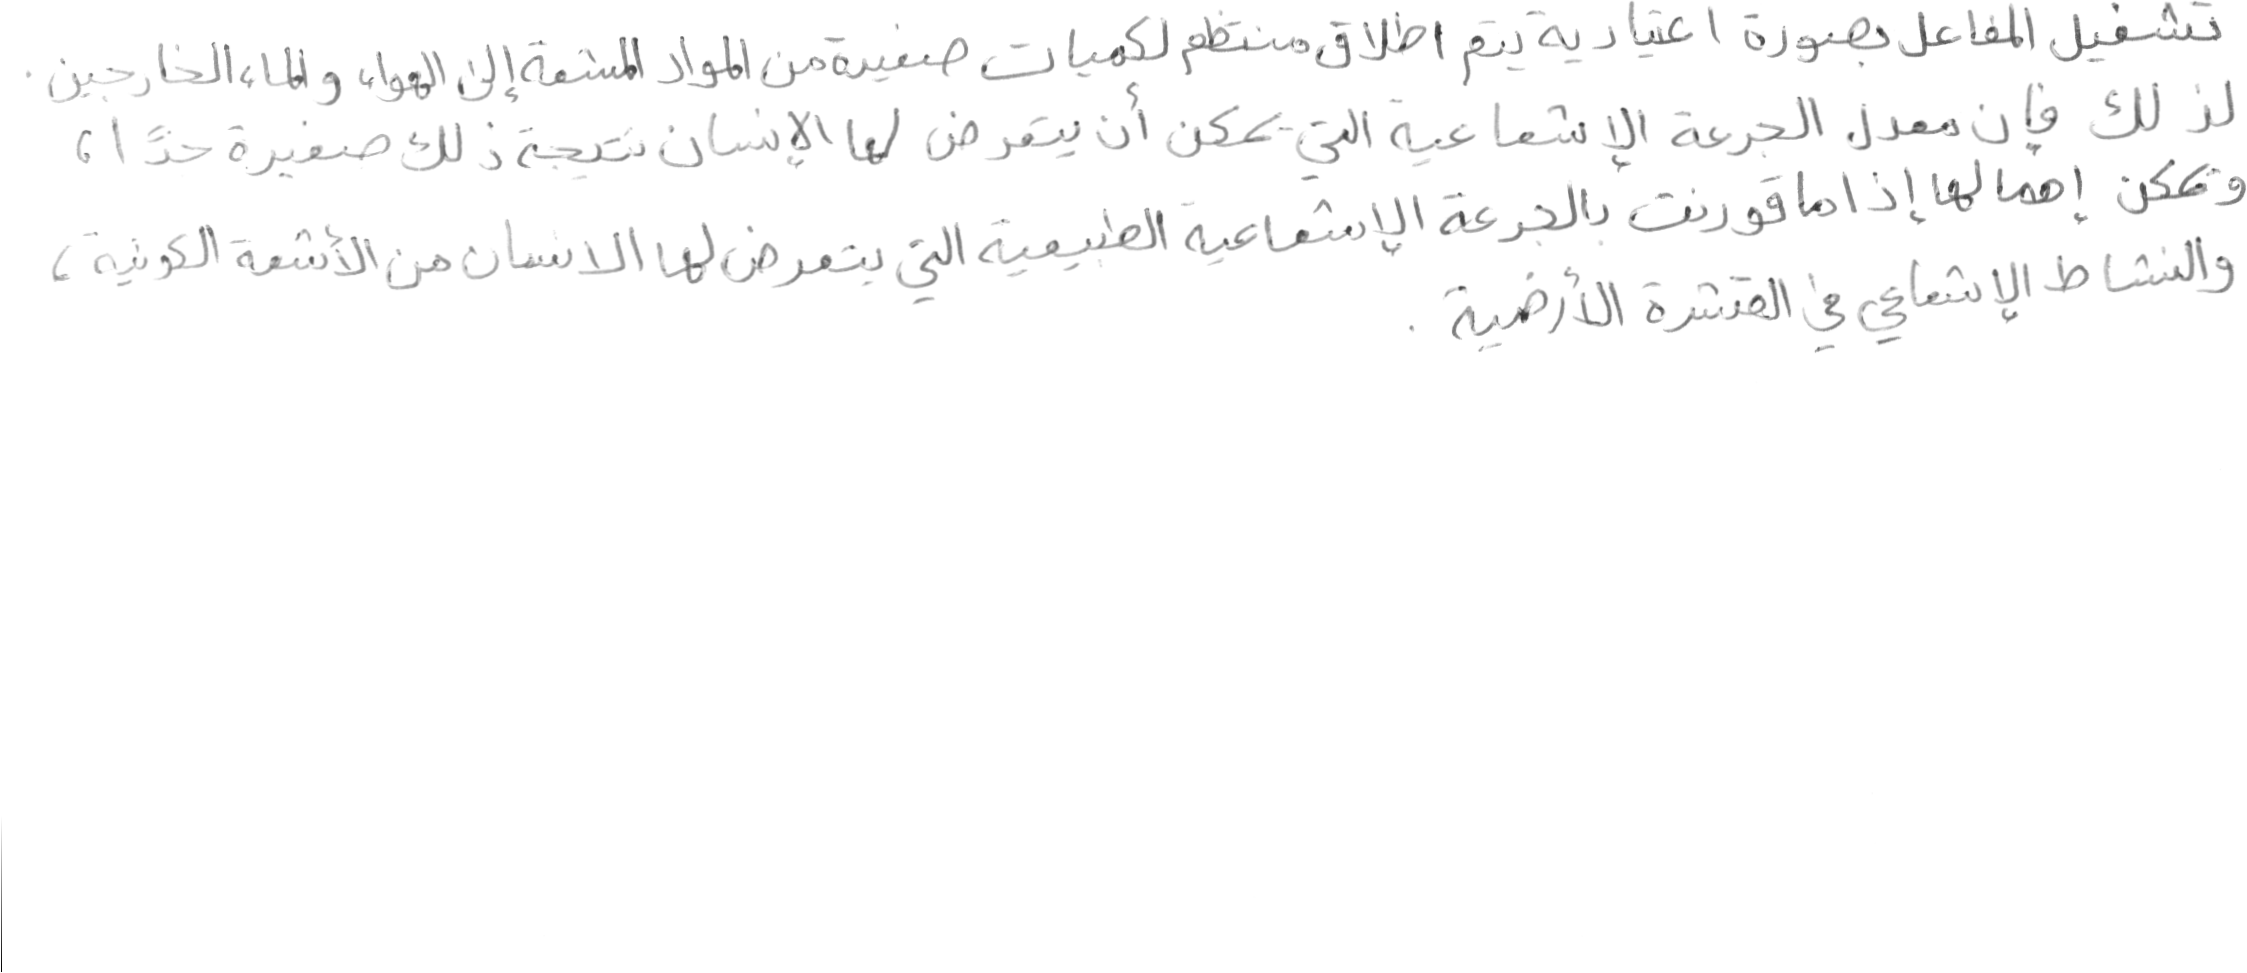 تشغيل المفاعل بصورة اعتيادية يتم اطلاق منتظم لكميات صغيرة من المواد المشعة إلى الهواء والماء الخارجين.
لذلك فإن معدل الجرعة الإشعاعية التي يمكن أن يتعرض لها الإنسان نتيجة ذلك صغيرة جدًا،
ويمكن إهمالها إذا ما قورنت بالجرعة الإشعاعية الطبيعية التي يتعرض لها الانسان من الأشعة الكونية،
والنشاط الإشعاعي في القشرة الأرضية.